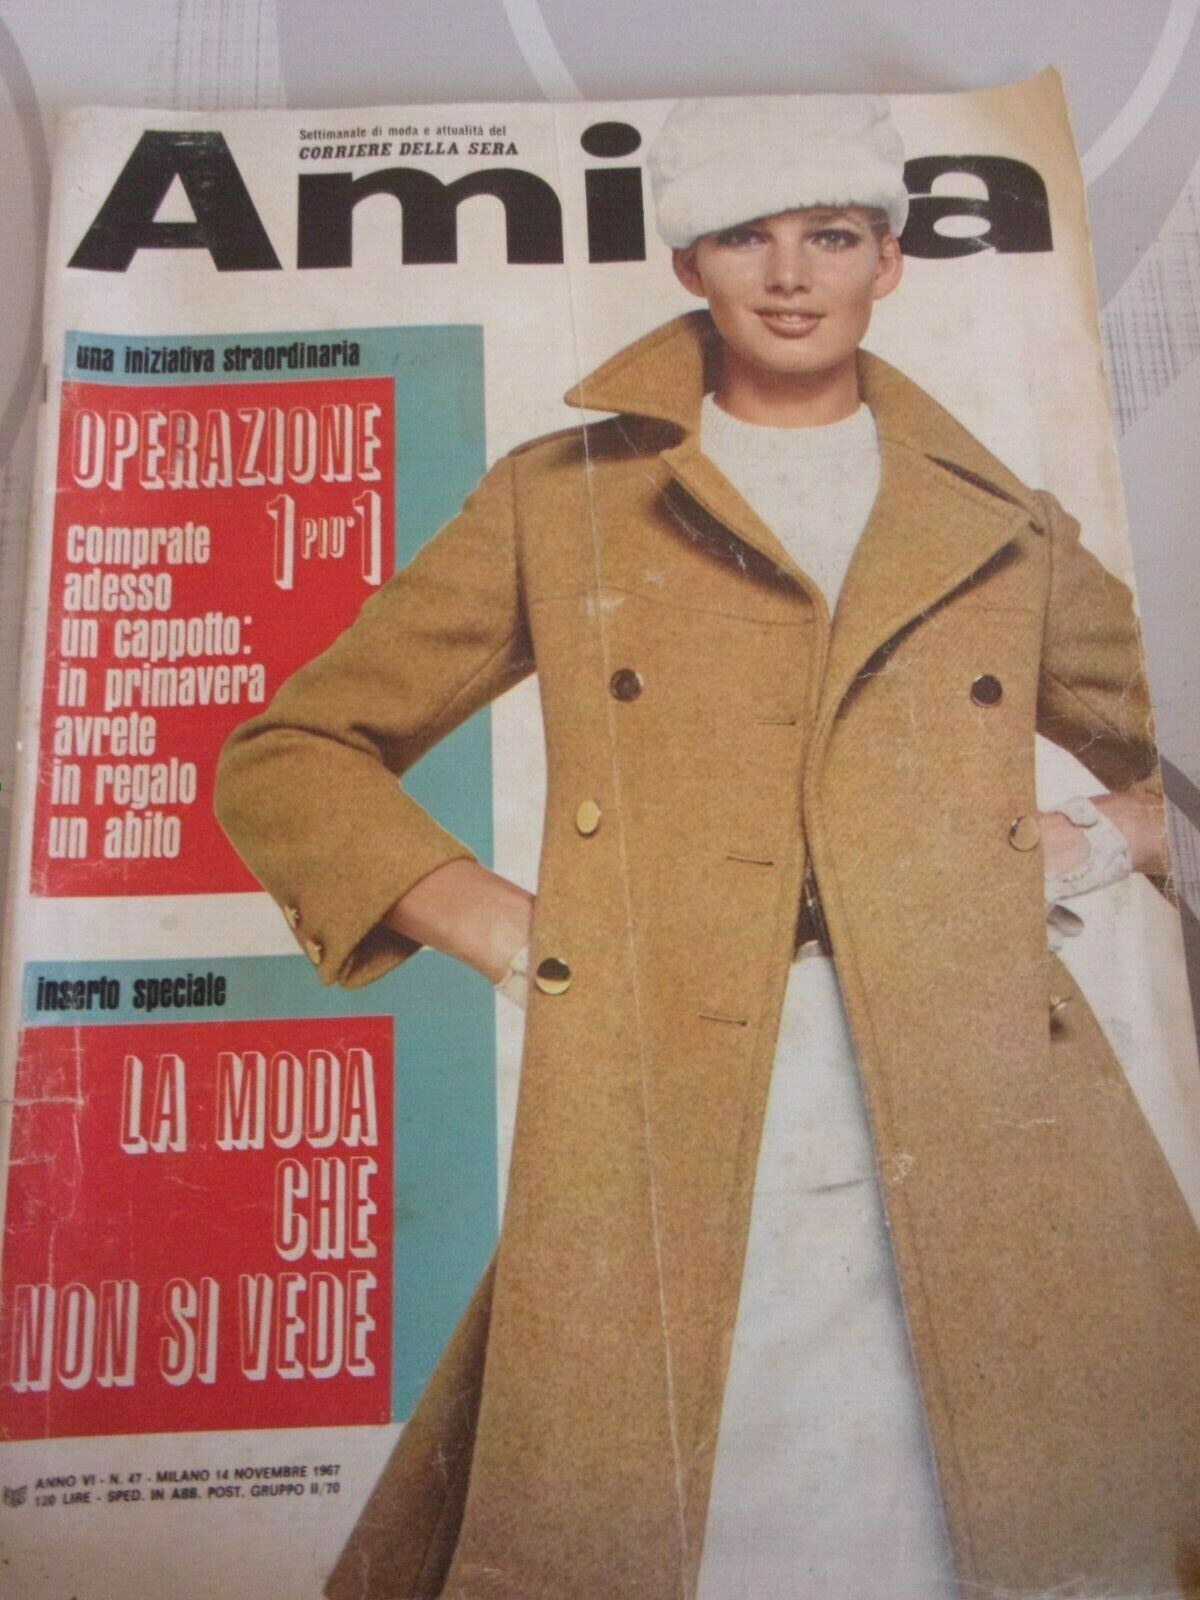 Settimanale di moda e attualità del
CORRIERE DELLA SERA
Ami a
una iniziativa straordinaria
OPERAZIONE
1 PIU' 1
comprate
adesso
un cappotto:
in primavera
avrete
in regalo
un abito
inserto speciale
LA MODA
CHE
NON SI VEDE
ANNO VI - N. 47 - MILANO 14 NOVEMBRE 1967
120 LIRE - SPED. IN ABB. POST. GRUPPO II/70